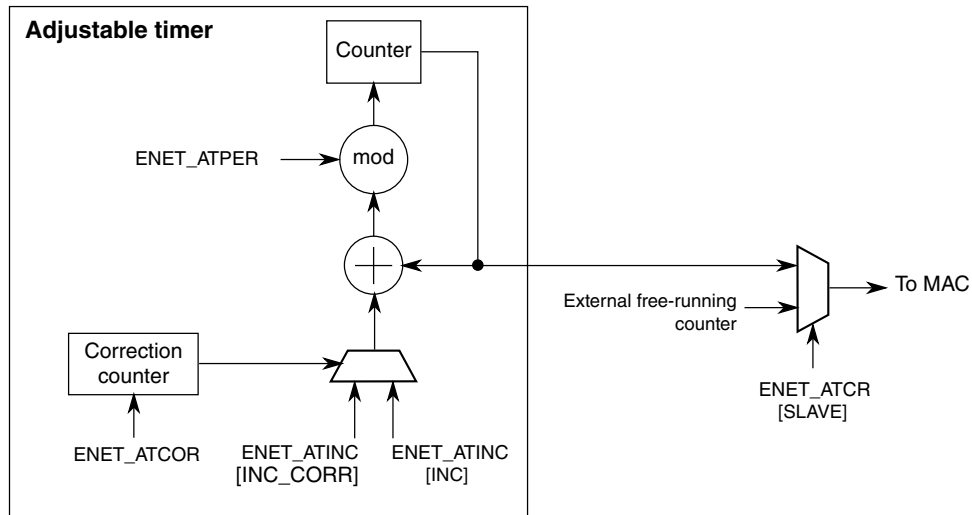 Adjustable timer
Counter
ENET_ATPER
mod
External free-running
counter
To MAC
Correction
counter
ENET_ATCR
[SLAVE]
ENET_ATCOR
ENET_ATINC
[INC_CORR]
ENET_ATINC
[INC]